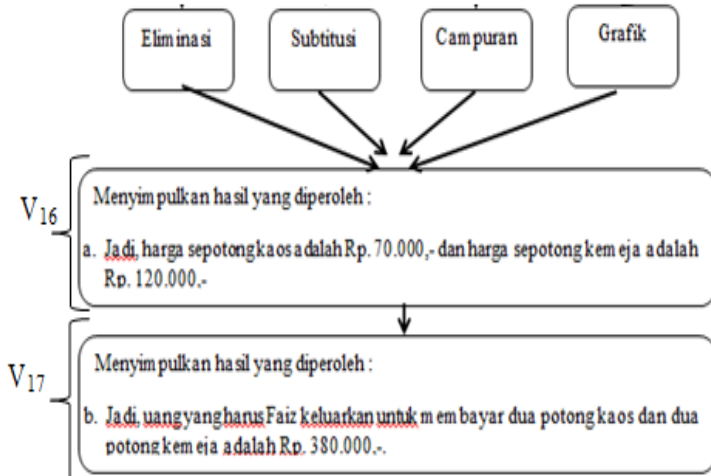 Eliminasi
Subtitusi
Campuran
Grafik
V16
Menyimpulkan hasil yang diperoleh :
a. Jadi, harga sepotong kaos adalah Rp. 70.000,- dan harga sepotong kemeja adalah
Rp. 120.000,-
V17
Menyimpulkan hasil yang diperoleh :
b. Jadi, uang yang harus Faiz keluarkan untuk membayar dua potong kaos dan dua
potong kemeja adalah Rp. 380.000,-.